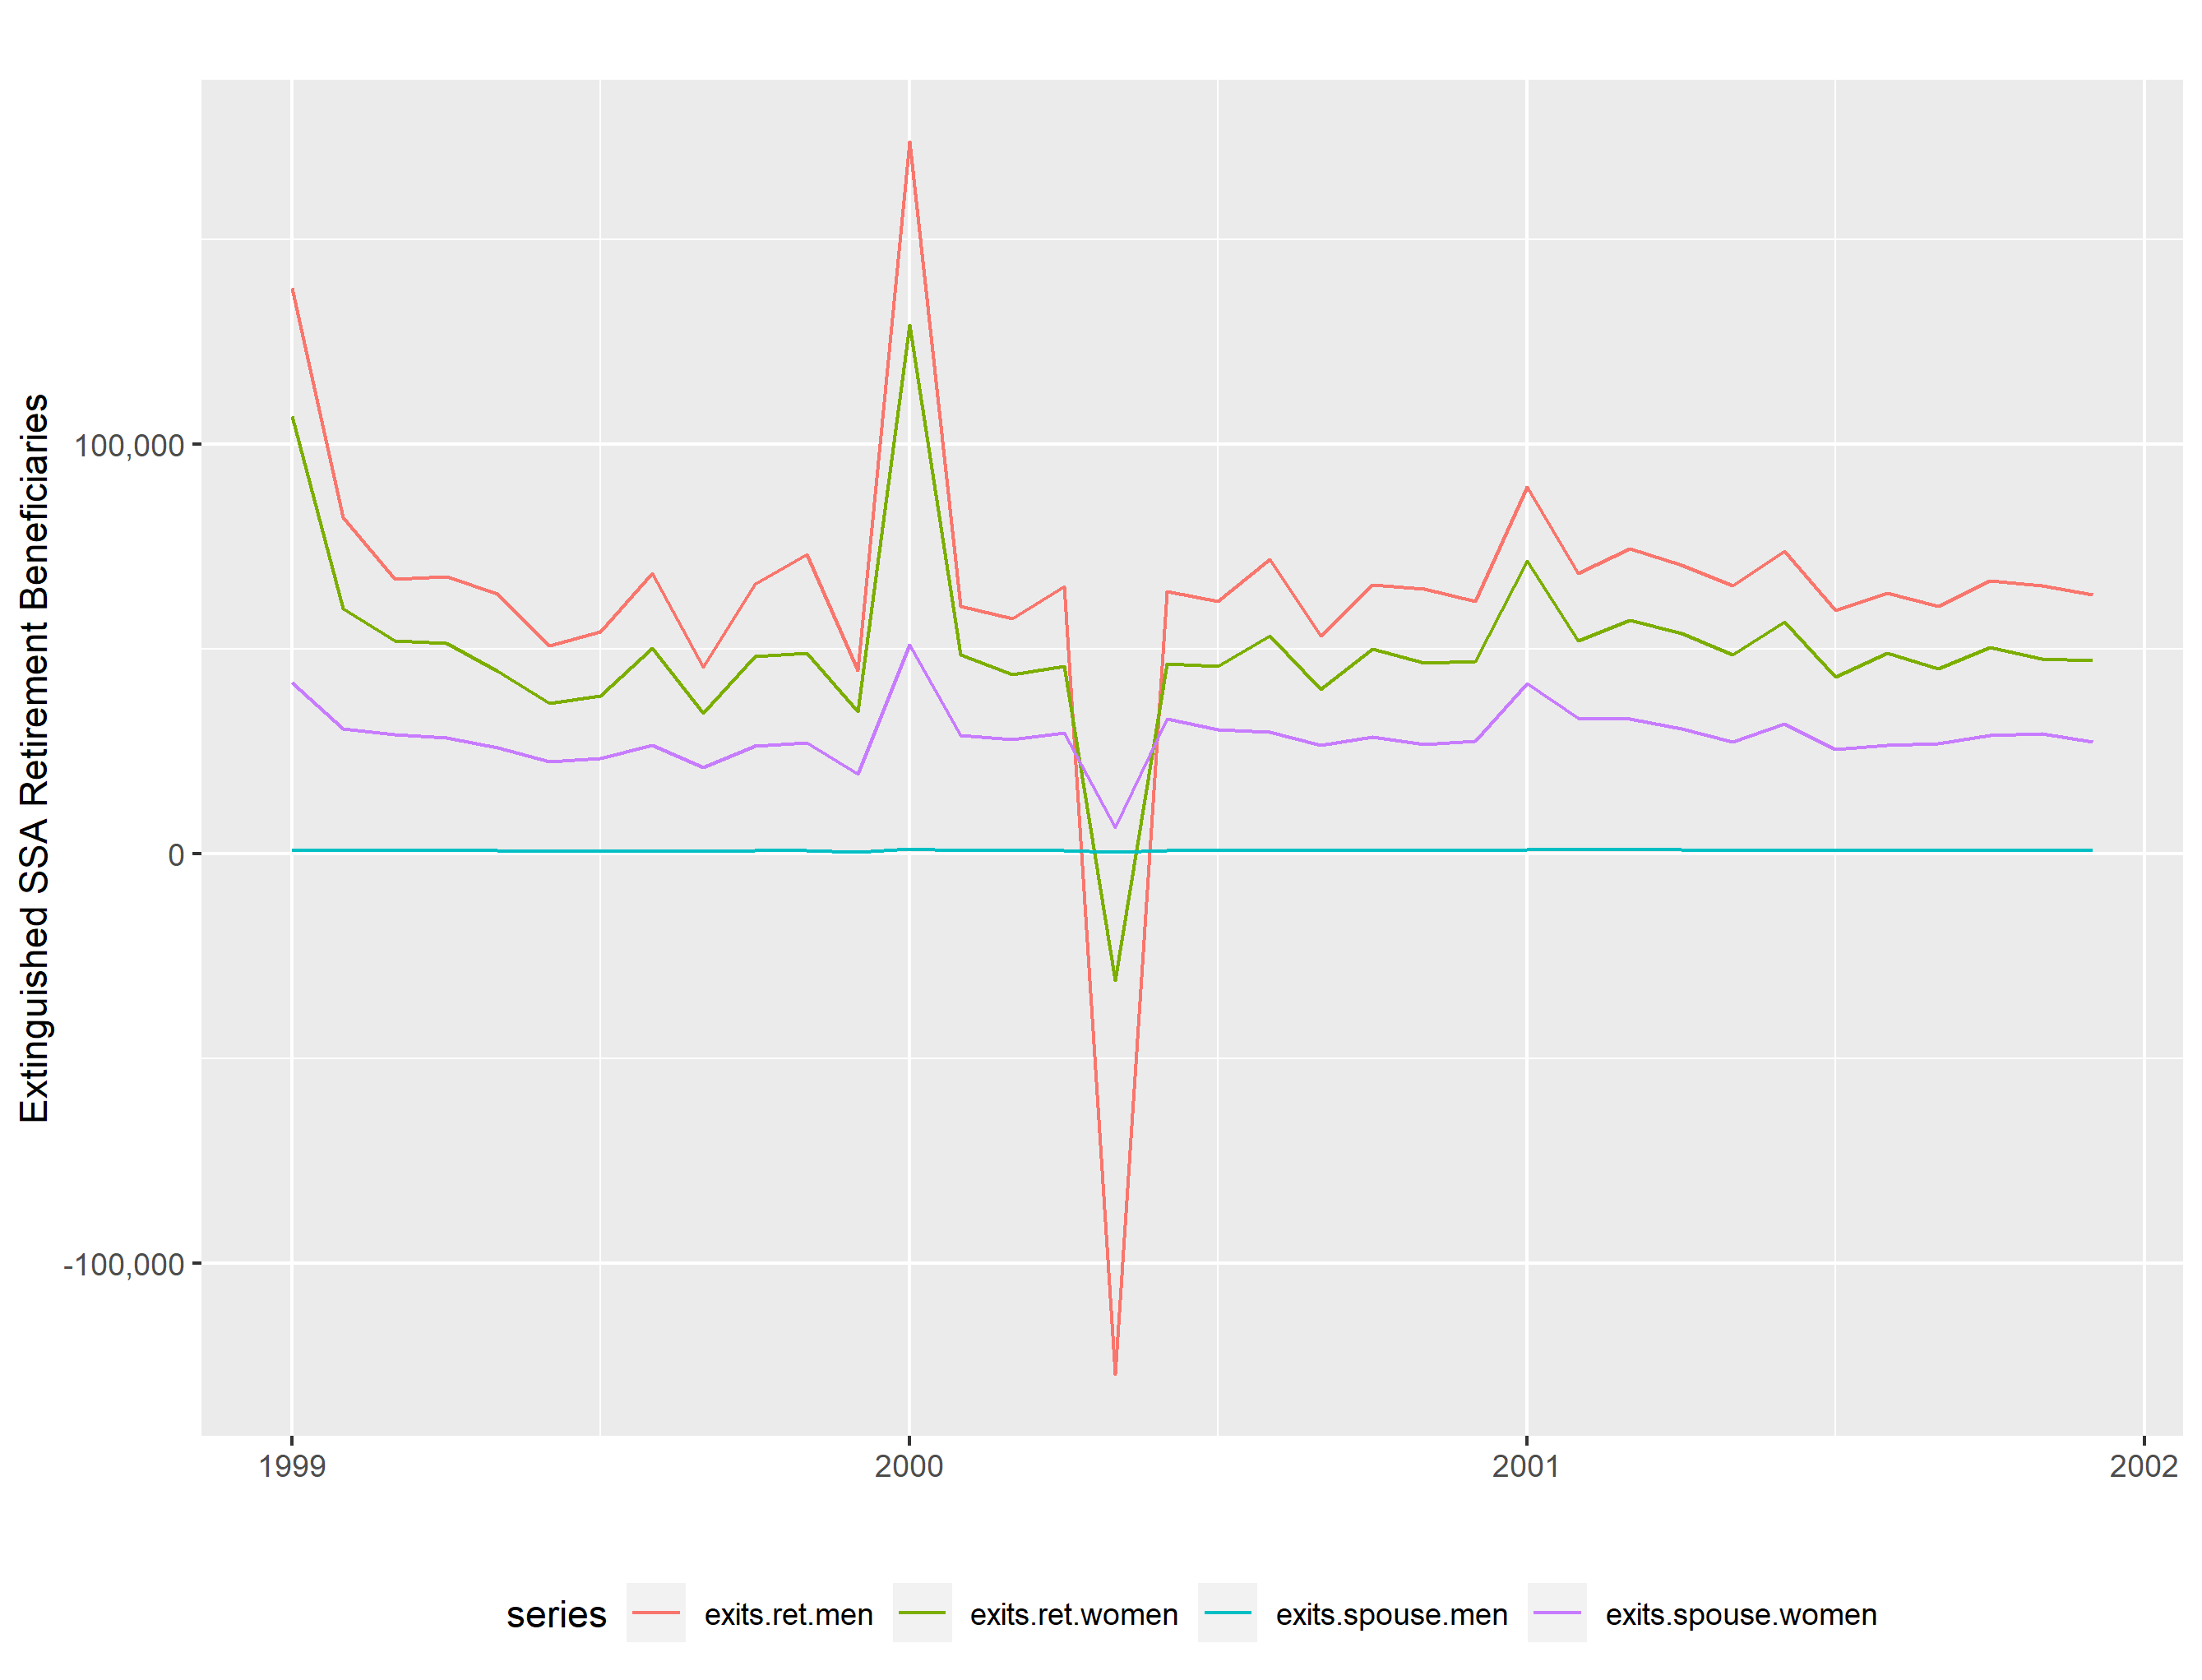 Extinguished SSA Retirement Beneficiaries
100,000
0
-100,000
1999 2000 2001 2002
series exits.ret.men exits.ret.women exits.spouse.men exits.spouse.women